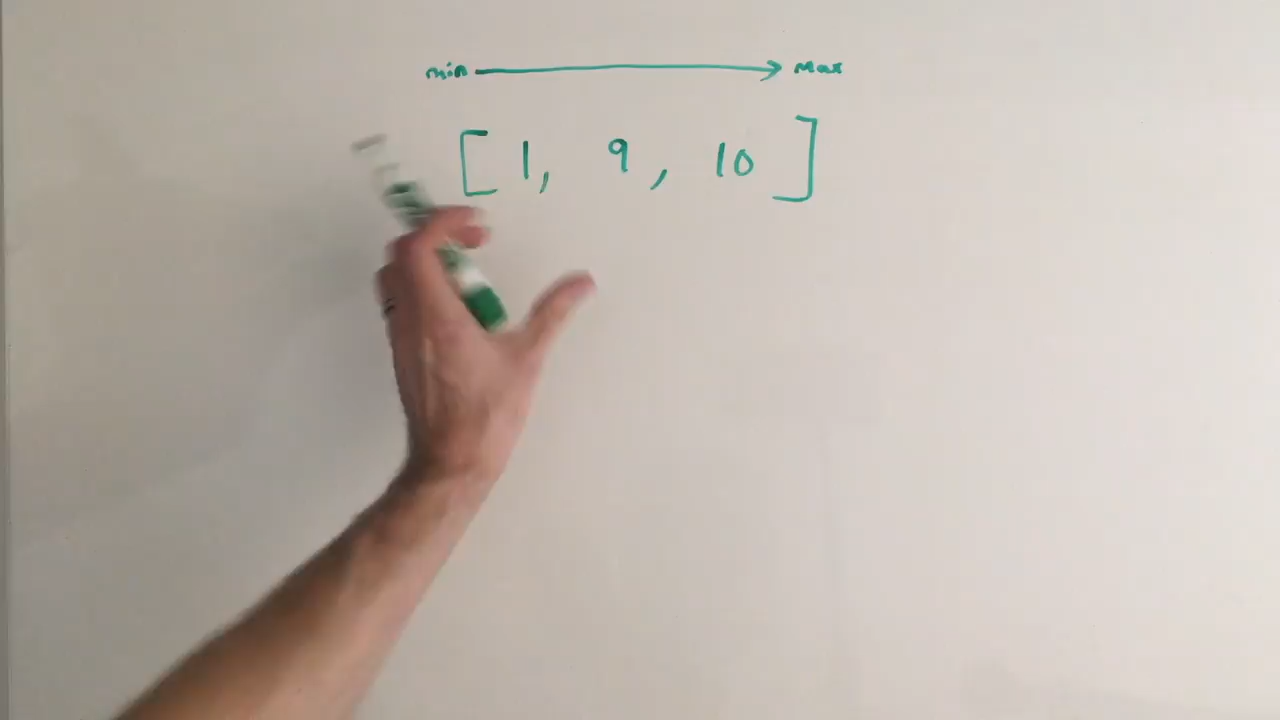 min → max
[ 1, 9, 10 ]